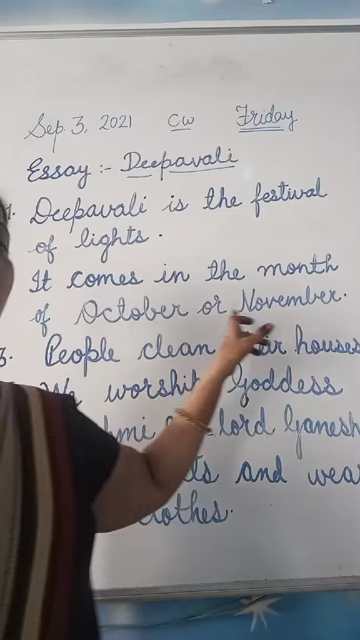 Sep. 3, 2021 CW Friday
Essay :- Deepavali
1. Deepavali is the festival
of lights.
It comes in the month
of October or November.
3. People clean houses
worship Goddess
lord Ganesh
and wea
clothes.